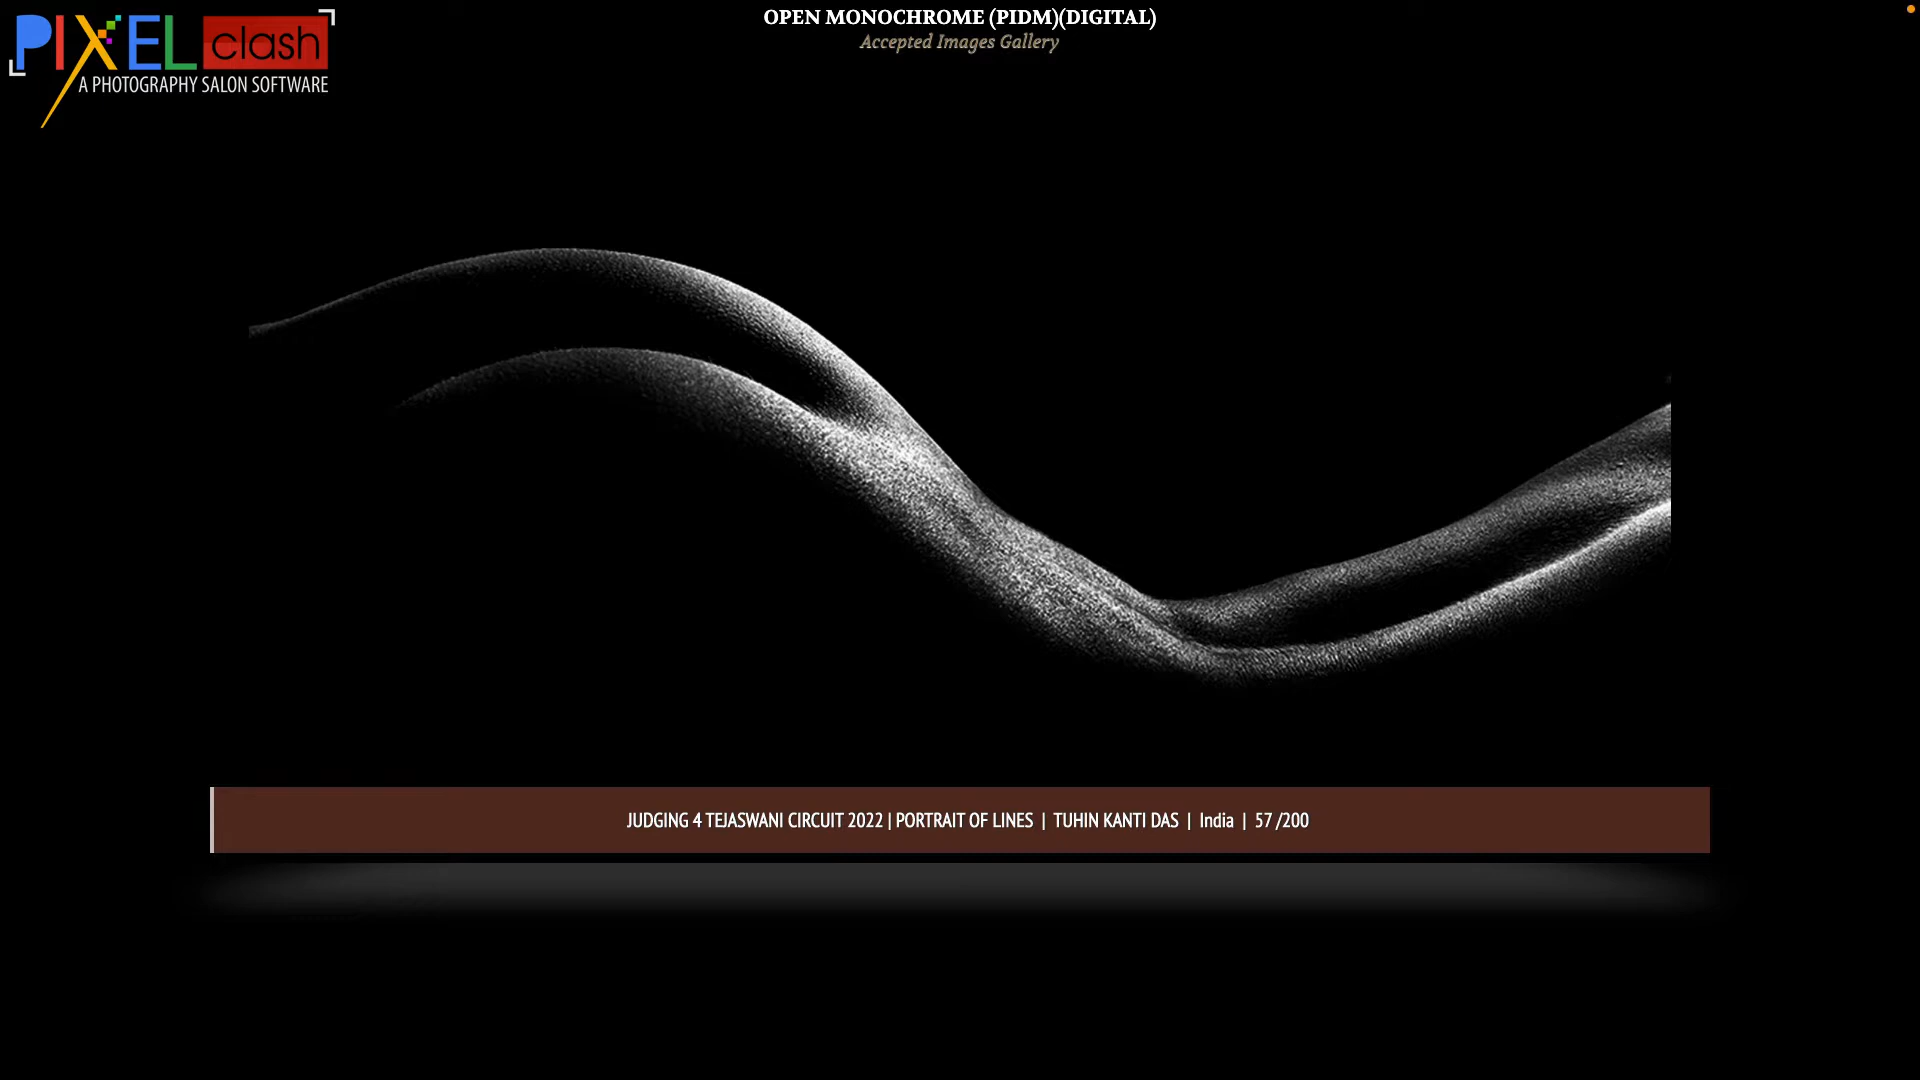 PIXEL clash
A PHOTOGRAPHY SALON SOFTWARE
OPEN MONOCHROME (PIDM)(DIGITAL)
Accepted Images Gallery
JUDGING 4 TEJASWANI CIRCUIT 2022 | PORTRAIT OF LINES | TUHIN KANTI DAS | India | 57 /200